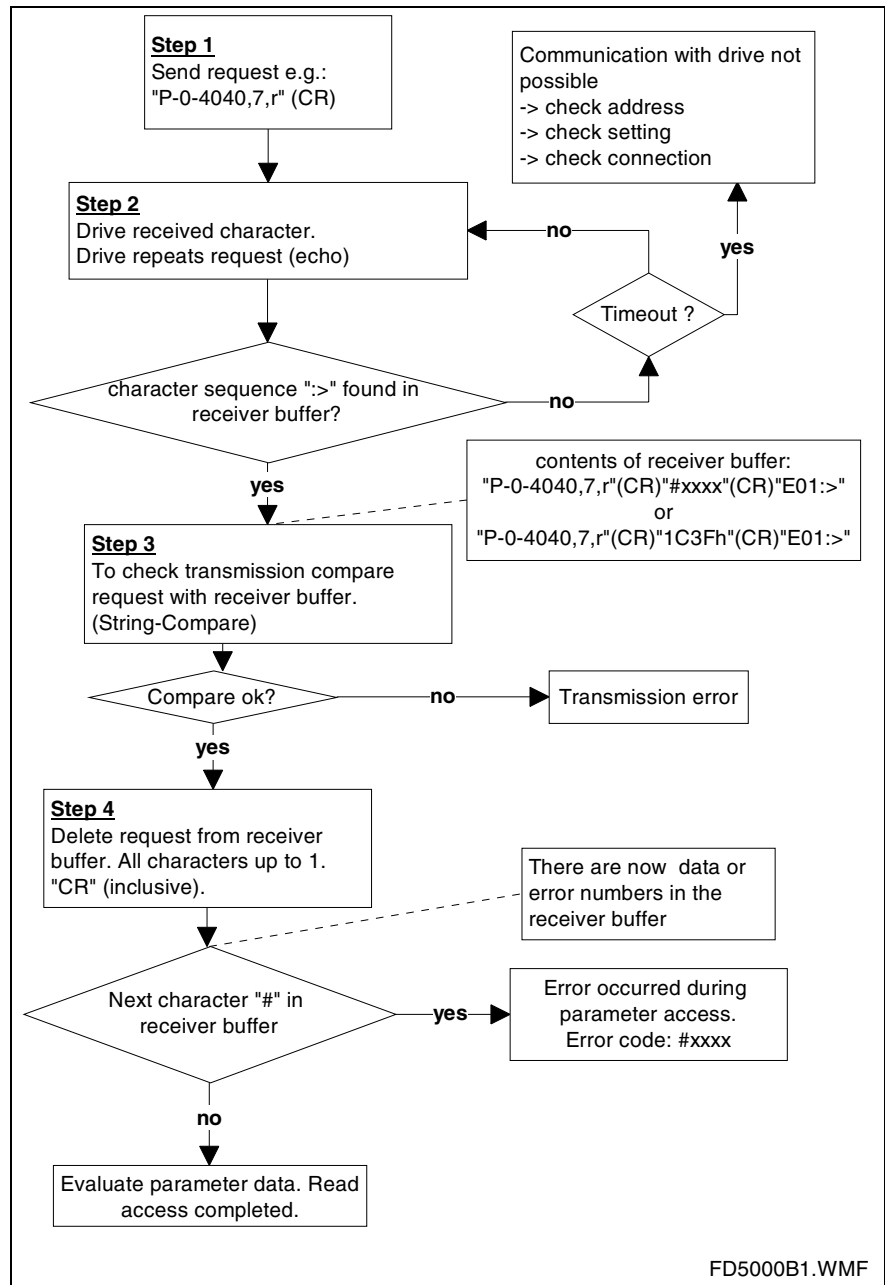 Step 1
Send request e.g.:
"P-0-4040,7,r" (CR)
Communication with drive not
possible
-> check address
-> check setting
-> check connection
Step 2
Drive received character.
Drive repeats request (echo)
no
yes
Timeout ?
character sequence ":>" found in
receiver buffer?
no
yes
contents of receiver buffer:
"P-0-4040,7,r"(CR)"#xxxx"(CR)"E01:>"
or
"P-0-4040,7,r"(CR)"1C3Fh"(CR)"E01:>"
Step 3
To check transmission compare
request with receiver buffer.
(String-Compare)
Compare ok?
no
Transmission error
yes
Step 4
Delete request from receiver
buffer. All characters up to 1.
"CR" (inclusive).
There are now data or
error numbers in the
receiver buffer
Next character "#" in
receiver buffer
yes
Error occurred during
parameter access.
Error code: #xxxx
no
Evaluate parameter data. Read
access completed.
FD5000B1.WMF